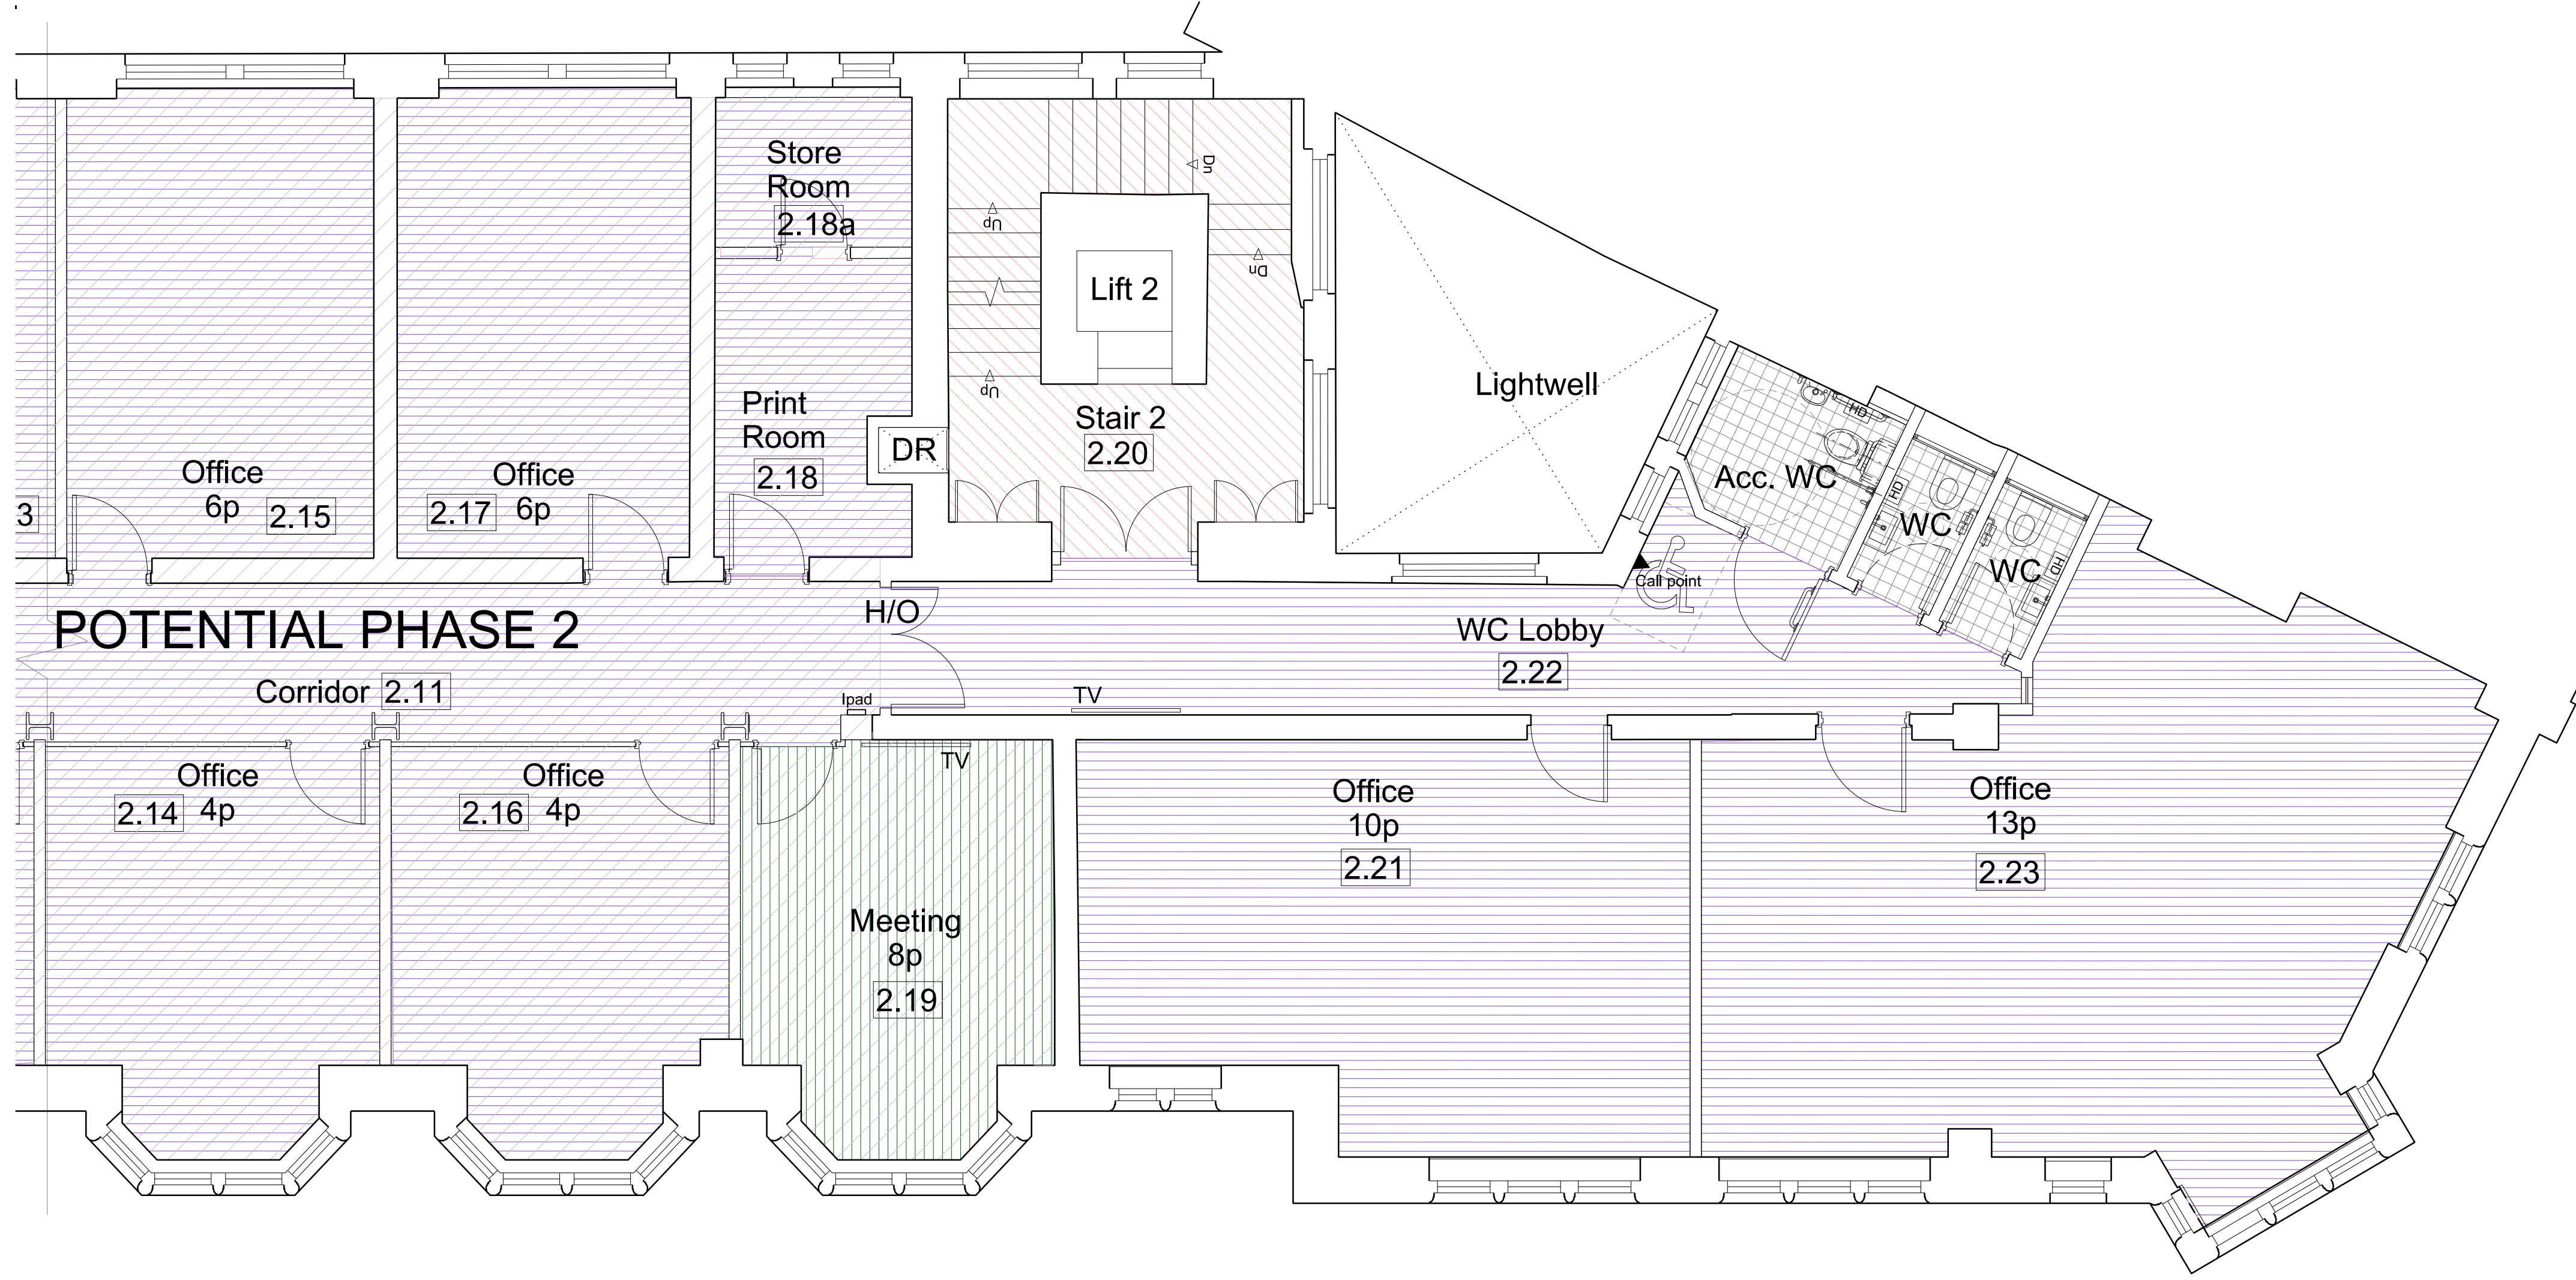 Store
Room
2.18a
Dn
Up
Dn
Lift 2
Up
Print
Room
2.18
DR
Stair 2
2.20
Lightwell
HD
Acc. WC
HD
WC
WC
HD
Office
6p
2.15
Office
6p
2.17
3
Call point
POTENTIAL PHASE 2
H/O
WC Lobby
2.22
Corridor 2.11
Ipad
TV
TV
Office
4p
2.14
Office
4p
2.16
Meeting
8p
2.19
Office
10p
2.21
Office
13p
2.23